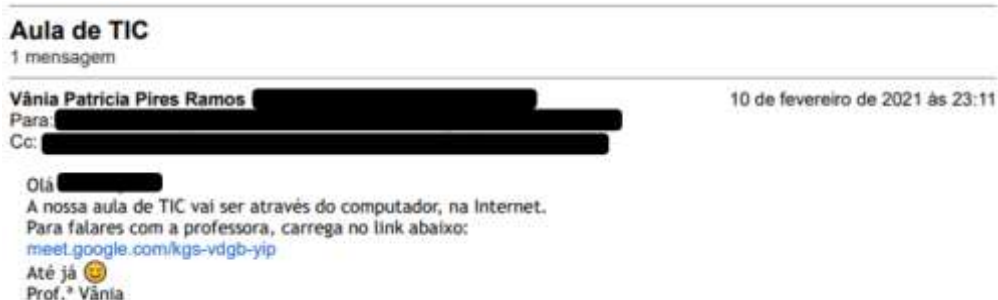 Aula de TIC
1 mensagem
Vânia Patrícia Pires Ramos
10 de fevereiro de 2021 às 23:11
Para:
Cc:
Olá
A nossa aula de TIC vai ser através do computador, na Internet.
Para falares com a professora, carrega no link abaixo:
meet.google.com/kgs-vdgb-yip
Até já 😊
Prof.ª Vânia